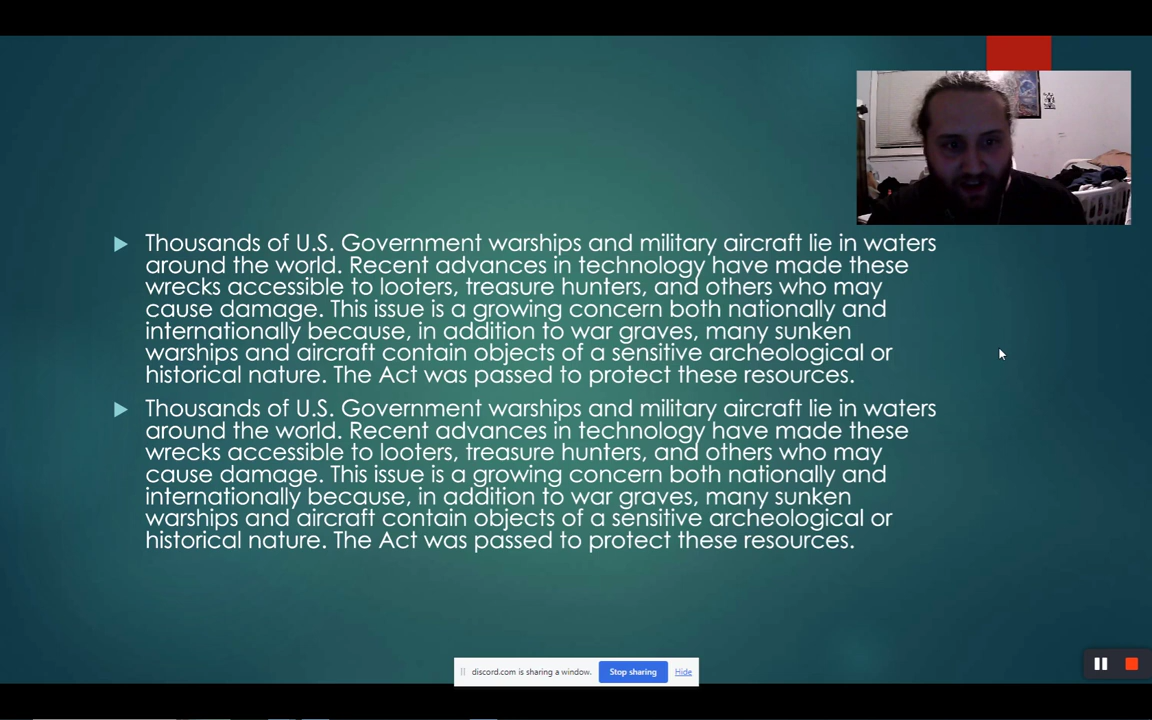 Thousands of U.S. Government warships and military aircraft lie in waters
around the world. Recent advances in technology have made these
wrecks accessible to looters, treasure hunters, and others who may
cause damage. This issue is a growing concern both nationally and
internationally because, in addition to war graves, many sunken
warships and aircraft contain objects of a sensitive archeological or
historical nature. The Act was passed to protect these resources.
Thousands of U.S. Government warships and military aircraft lie in waters
around the world. Recent advances in technology have made these
wrecks accessible to looters, treasure hunters, and others who may
cause damage. This issue is a growing concern both nationally and
internationally because, in addition to war graves, many sunken
warships and aircraft contain objects of a sensitive archeological or
historical nature. The Act was passed to protect these resources.
discord.com is sharing a window. Stop sharing Hide